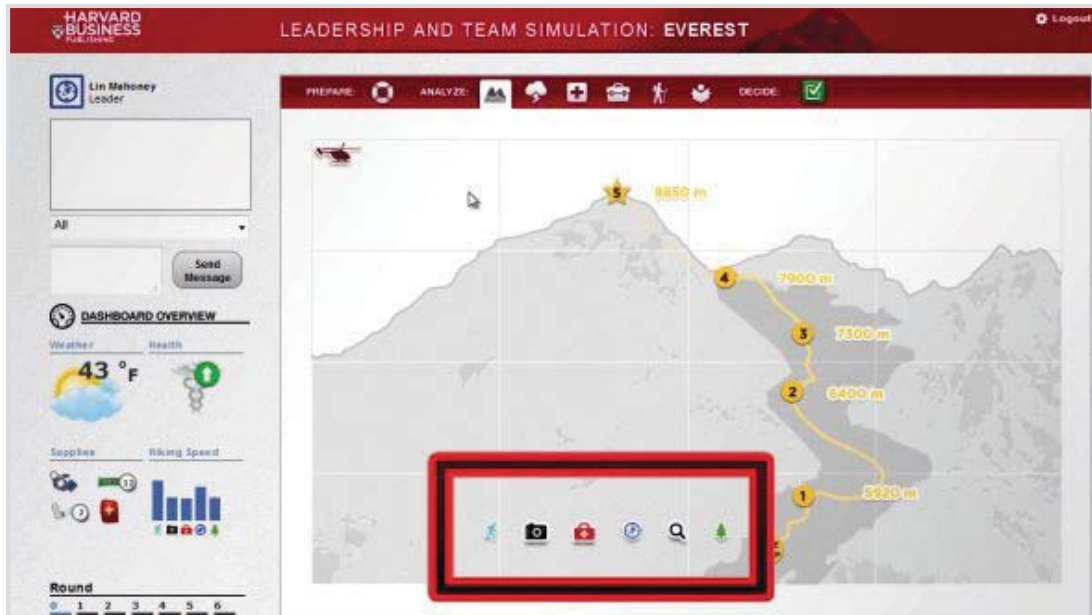 HARVARD
BUSINESS
PUBLISHING
LEADERSHIP AND TEAM SIMULATION: EVEREST
Logout
Lin Mahoney
Leader
PREPARE:
ANALYZE:
DECIDE:
All
Send
Message
DASHBOARD OVERVIEW
Weather
Health
43 °F
Supplies
Hiking Speed
Round
0 1 2 3 4 5 6
5
8850 m
4
7900 m
3
7300 m
2
6400 m
1
5920 m